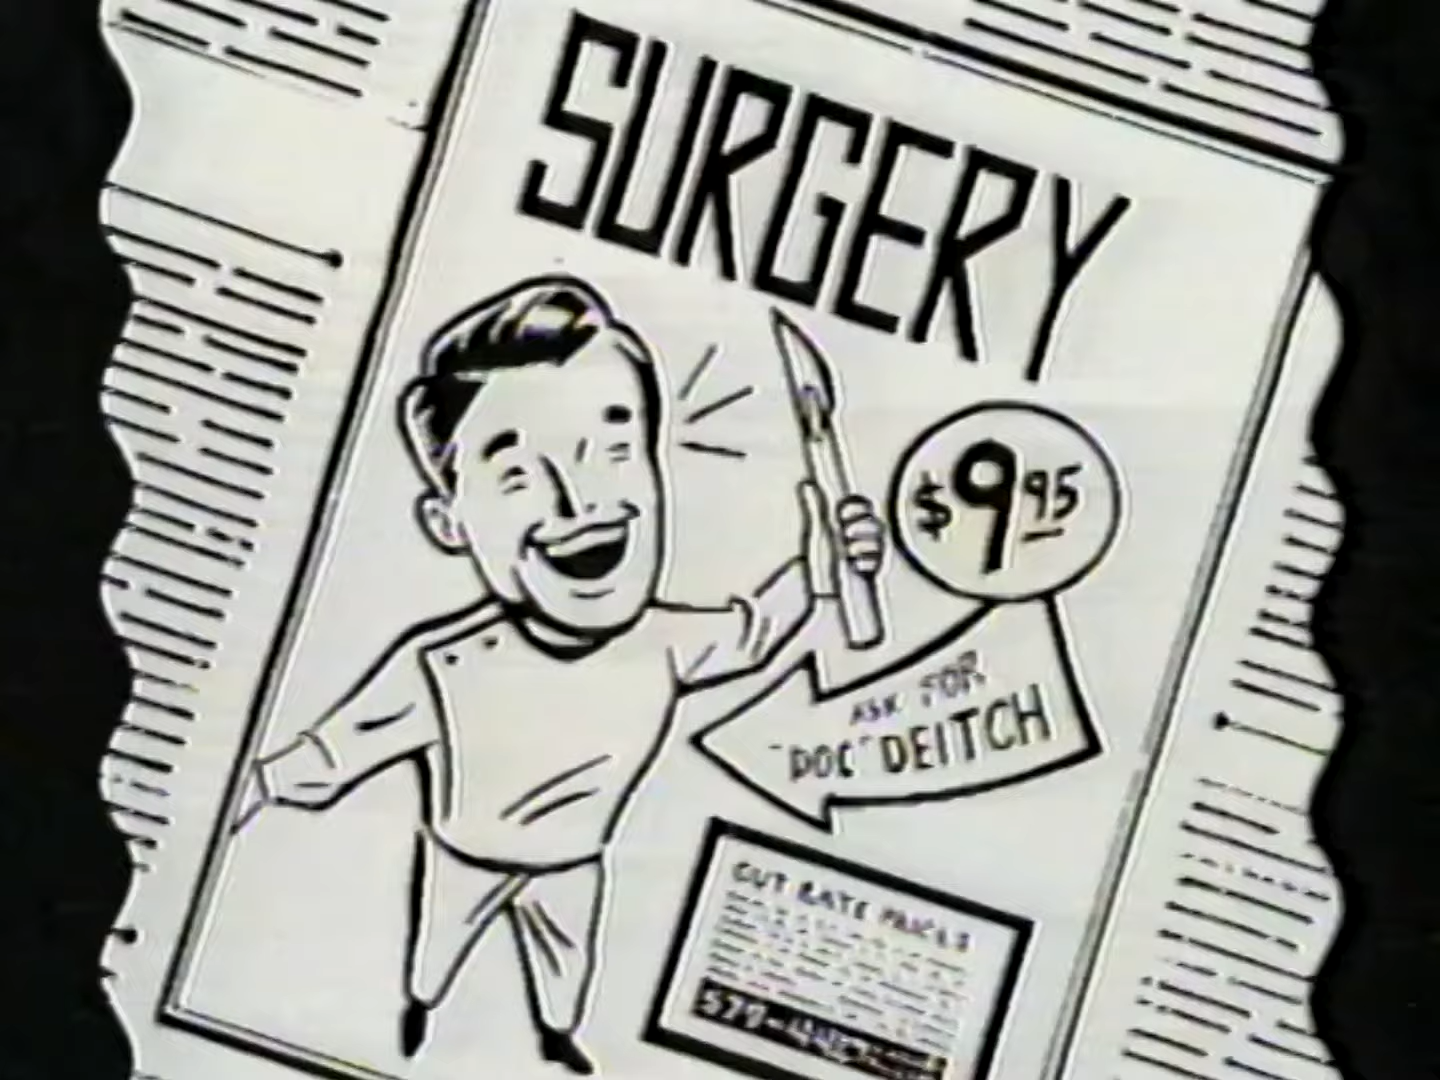 SURGERY
$9.95
ASK FOR
"DOC" DEITCH
CUT RATE PRICES